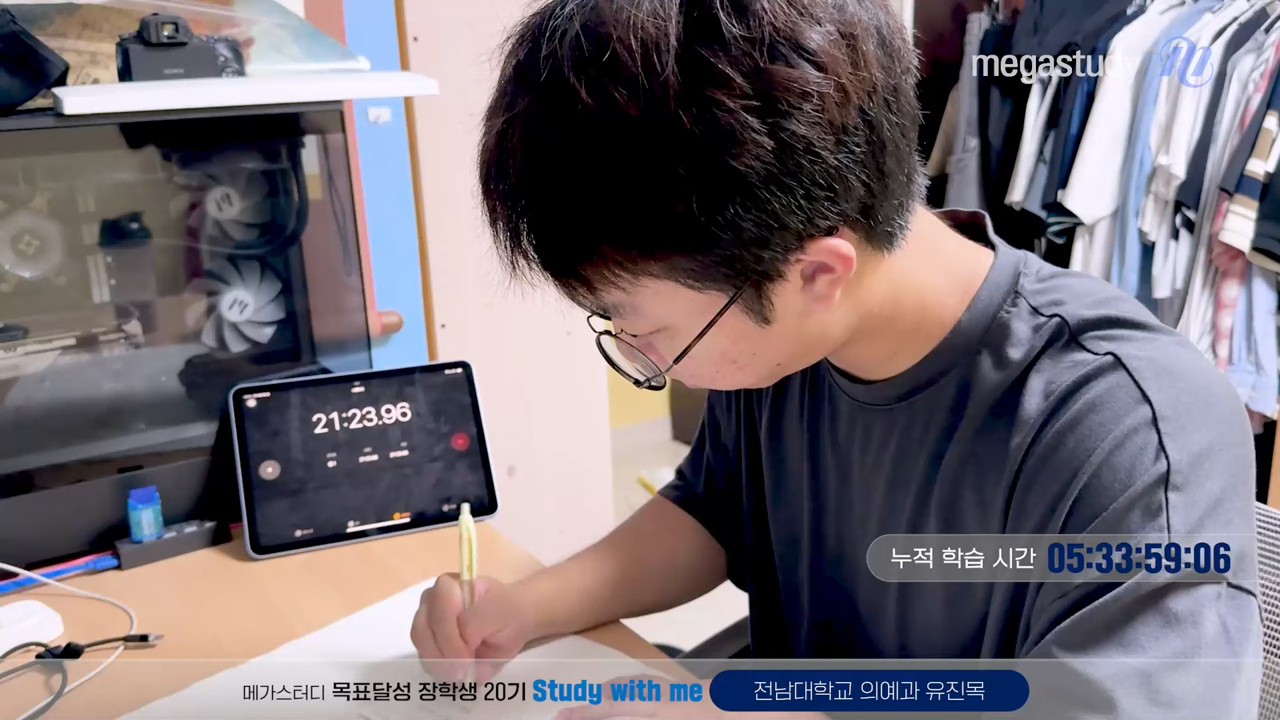 megastudy
21:23.96
누적 학습 시간 05:33:59:06
메가스터디 목표달성 장학생 20기 Study with me 전남대학교 의예과 유진목